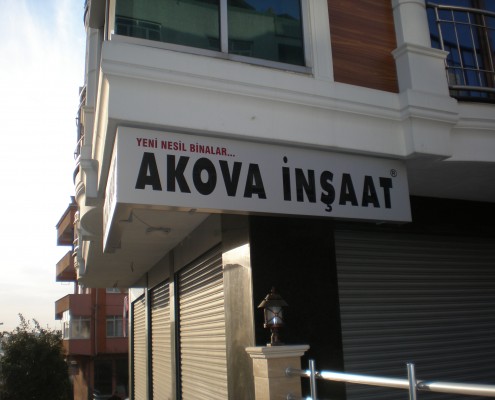 YENİ NESİL BİNALAR...
AKOVA İNŞAAT®